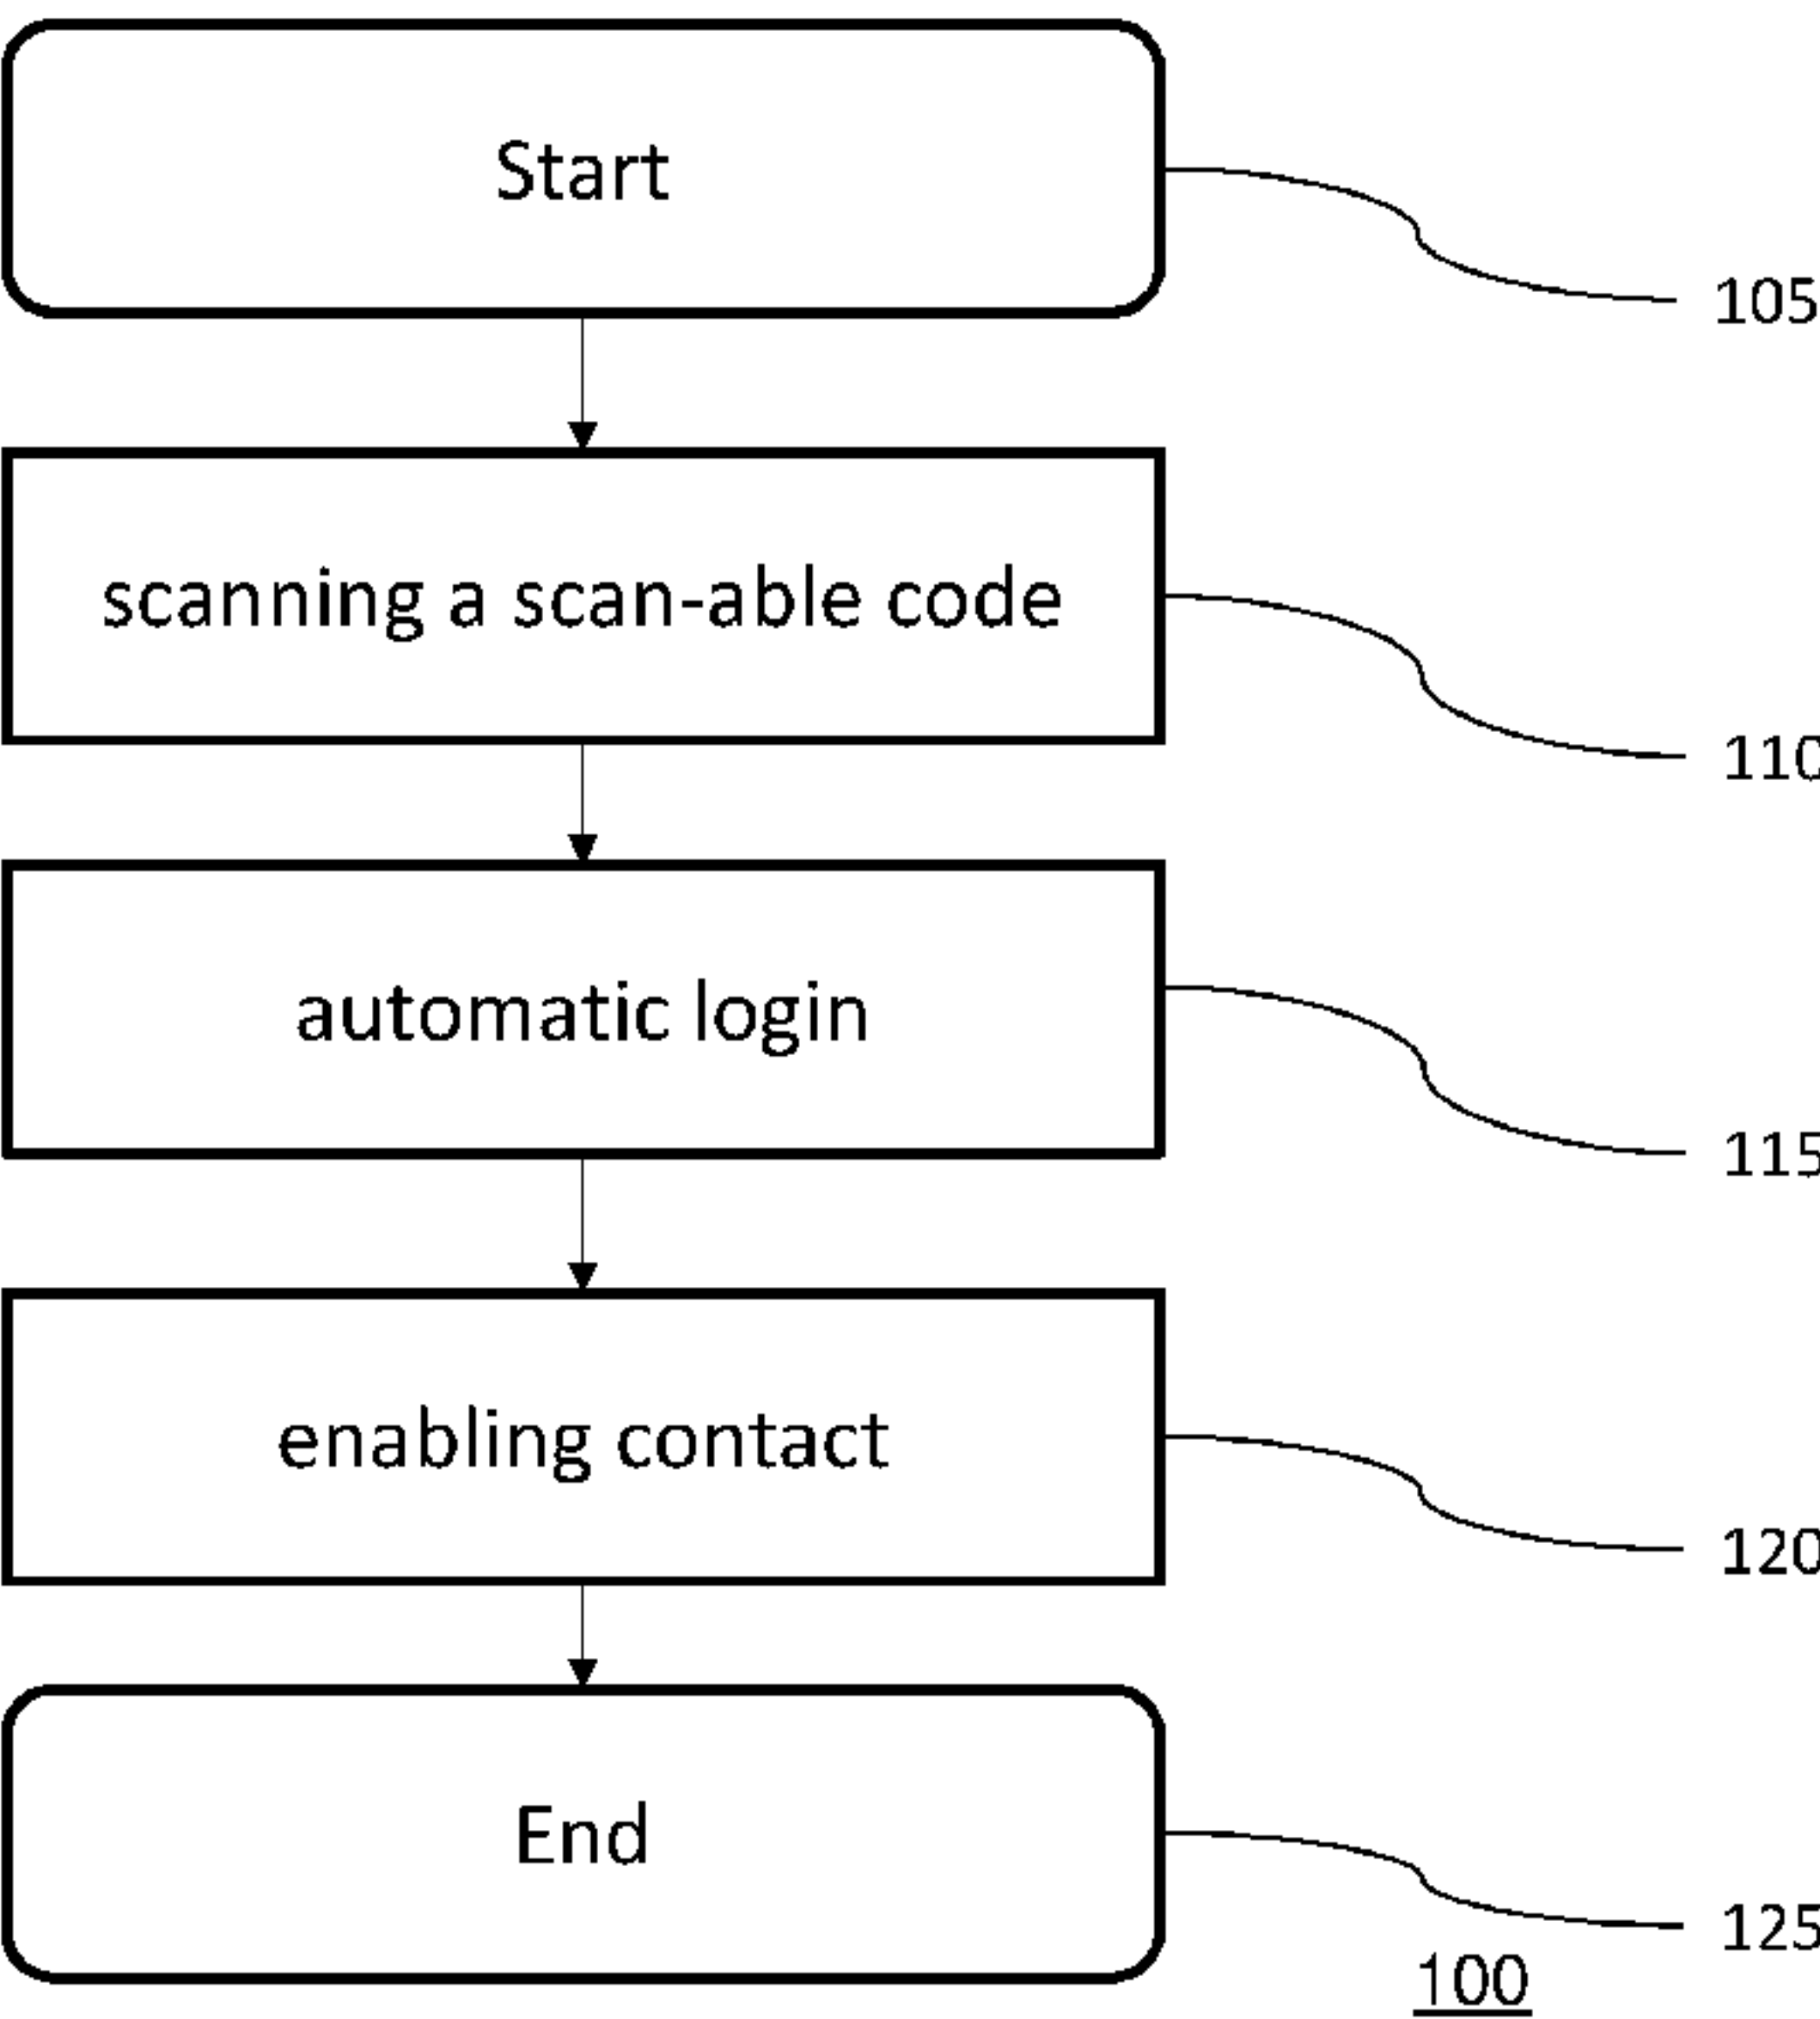 Start
105
scanning a scan-able code
110
automatic login
115
enabling contact
120
End
125
100